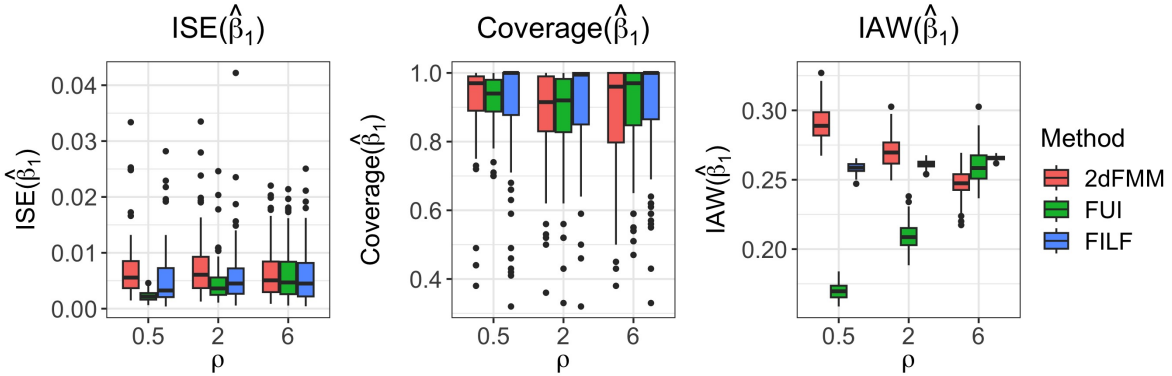 ISE(β̂₁)
ISE(β̂₁)
0.04
0.03
0.02
0.01
0.00
0.5 2 6
ρ
Coverage(β̂₁)
Coverage(β̂₁)
1.0
0.8
0.6
0.4
0.5 2 6
ρ
IAW(β̂₁)
IAW(β̂₁)
0.30
0.25
0.20
0.5 2 6
ρ
Method
2dFMM
FUI
FILF